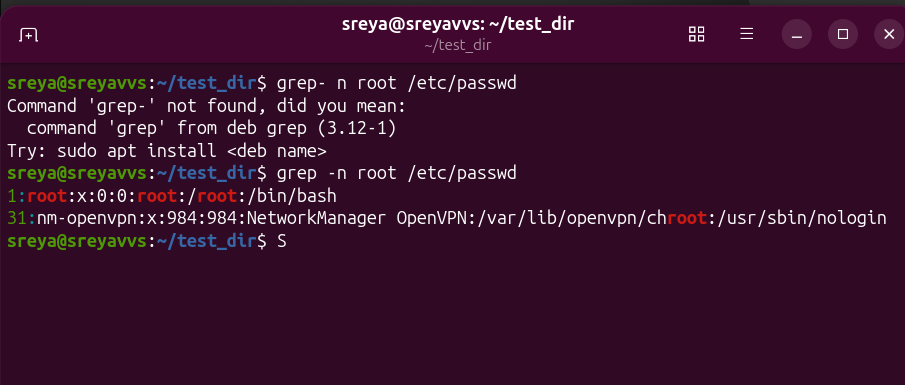 sreya@sreyavvs: ~/test_dir
~/test_dir
sreya@sreyavvs:~/test_dir$ grep- n root /etc/passwd
Command 'grep-' not found, did you mean:
  command 'grep' from deb grep (3.12-1)
Try: sudo apt install <deb name>
sreya@sreyavvs:~/test_dir$ grep -n root /etc/passwd
1:root:x:0:0:root:/root:/bin/bash
31:nm-openvpn:x:984:984:NetworkManager OpenVPN:/var/lib/openvpn/chroot:/usr/sbin/nologin
sreya@sreyavvs:~/test_dir$ S